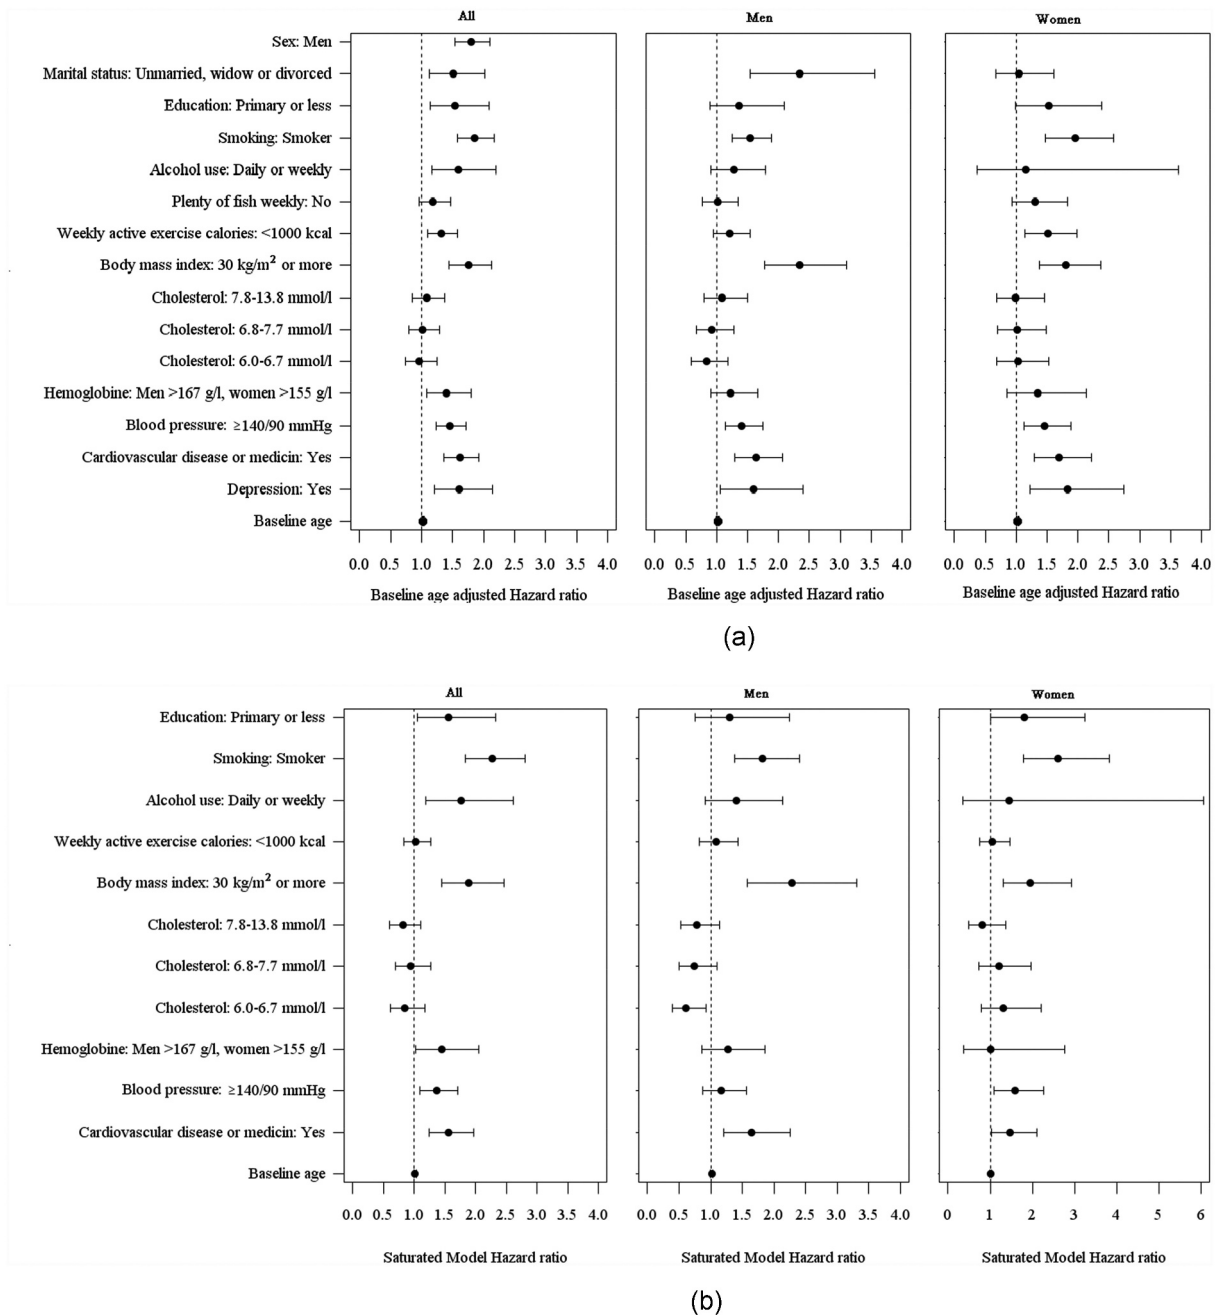 All Men Women
Sex: Men
Marital status: Unmarried, widow or divorced
Education: Primary or less
Smoking: Smoker
Alcohol use: Daily or weekly
Plenty of fish weekly: No
Weekly active exercise calories: <1000 kcal
Body mass index: 30 kg/m² or more
Cholesterol: 7.8-13.8 mmol/l
Cholesterol: 6.8-7.7 mmol/l
Cholesterol: 6.0-6.7 mmol/l
Hemoglobine: Men >167 g/l, women >155 g/l
Blood pressure: ≥140/90 mmHg
Cardiovascular disease or medicin: Yes
Depression: Yes
Baseline age
0.0 0.5 1.0 1.5 2.0 2.5 3.0 3.5 4.0 0.0 0.5 1.0 1.5 2.0 2.5 3.0 3.5 4.0 0.0 0.5 1.0 1.5 2.0 2.5 3.0 3.5 4.0
Baseline age adjusted Hazard ratio Baseline age adjusted Hazard ratio Baseline age adjusted Hazard ratio
(a)
All Men Women
Education: Primary or less
Smoking: Smoker
Alcohol use: Daily or weekly
Weekly active exercise calories: <1000 kcal
Body mass index: 30 kg/m² or more
Cholesterol: 7.8-13.8 mmol/l
Cholesterol: 6.8-7.7 mmol/l
Cholesterol: 6.0-6.7 mmol/l
Hemoglobine: Men >167 g/l, women >155 g/l
Blood pressure: ≥140/90 mmHg
Cardiovascular disease or medicin: Yes
Baseline age
0.0 0.5 1.0 1.5 2.0 2.5 3.0 3.5 4.0 0.0 0.5 1.0 1.5 2.0 2.5 3.0 3.5 4.0 0 1 2 3 4 5 6
Saturated Model Hazard ratio Saturated Model Hazard ratio Saturated Model Hazard ratio
(b)